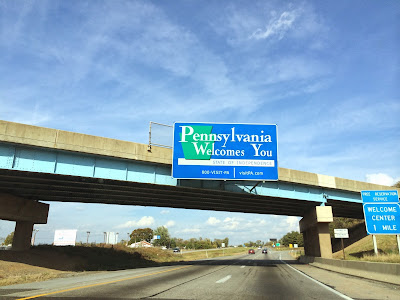 Pennsylvania
Welcomes You
STATE OF INDEPENDENCE
800-VISIT-PA visitPA.com
FREE RESERVATION
SERVICE
WELCOME
CENTER
1 MILE